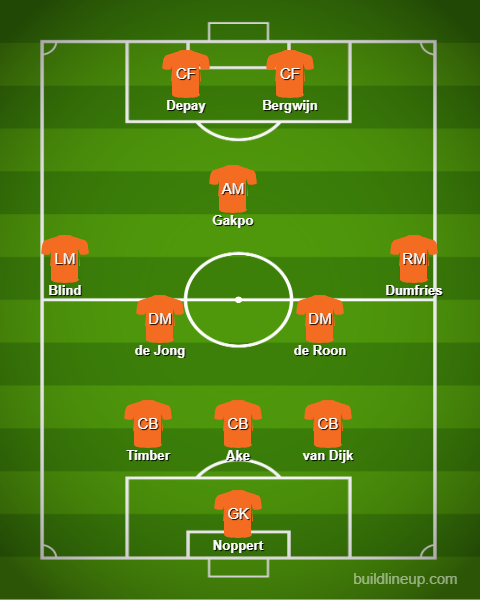 CF
CF
Depay
Bergwijn
AM
Gakpo
LM
RM
Blind
Dumfries
DM
DM
de Jong
de Roon
CB
CB
CB
Timber
Ake
van Dijk
GK
Noppert
buildlineup.com